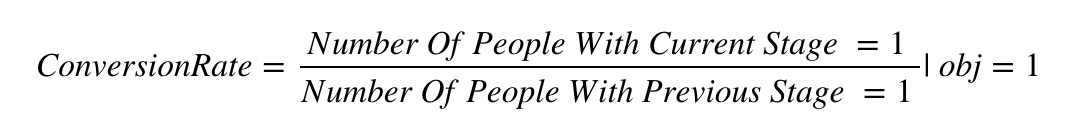 Number Of People With Current Stage = 1
ConversionRate = | obj = 1
Number Of People With Previous Stage = 1